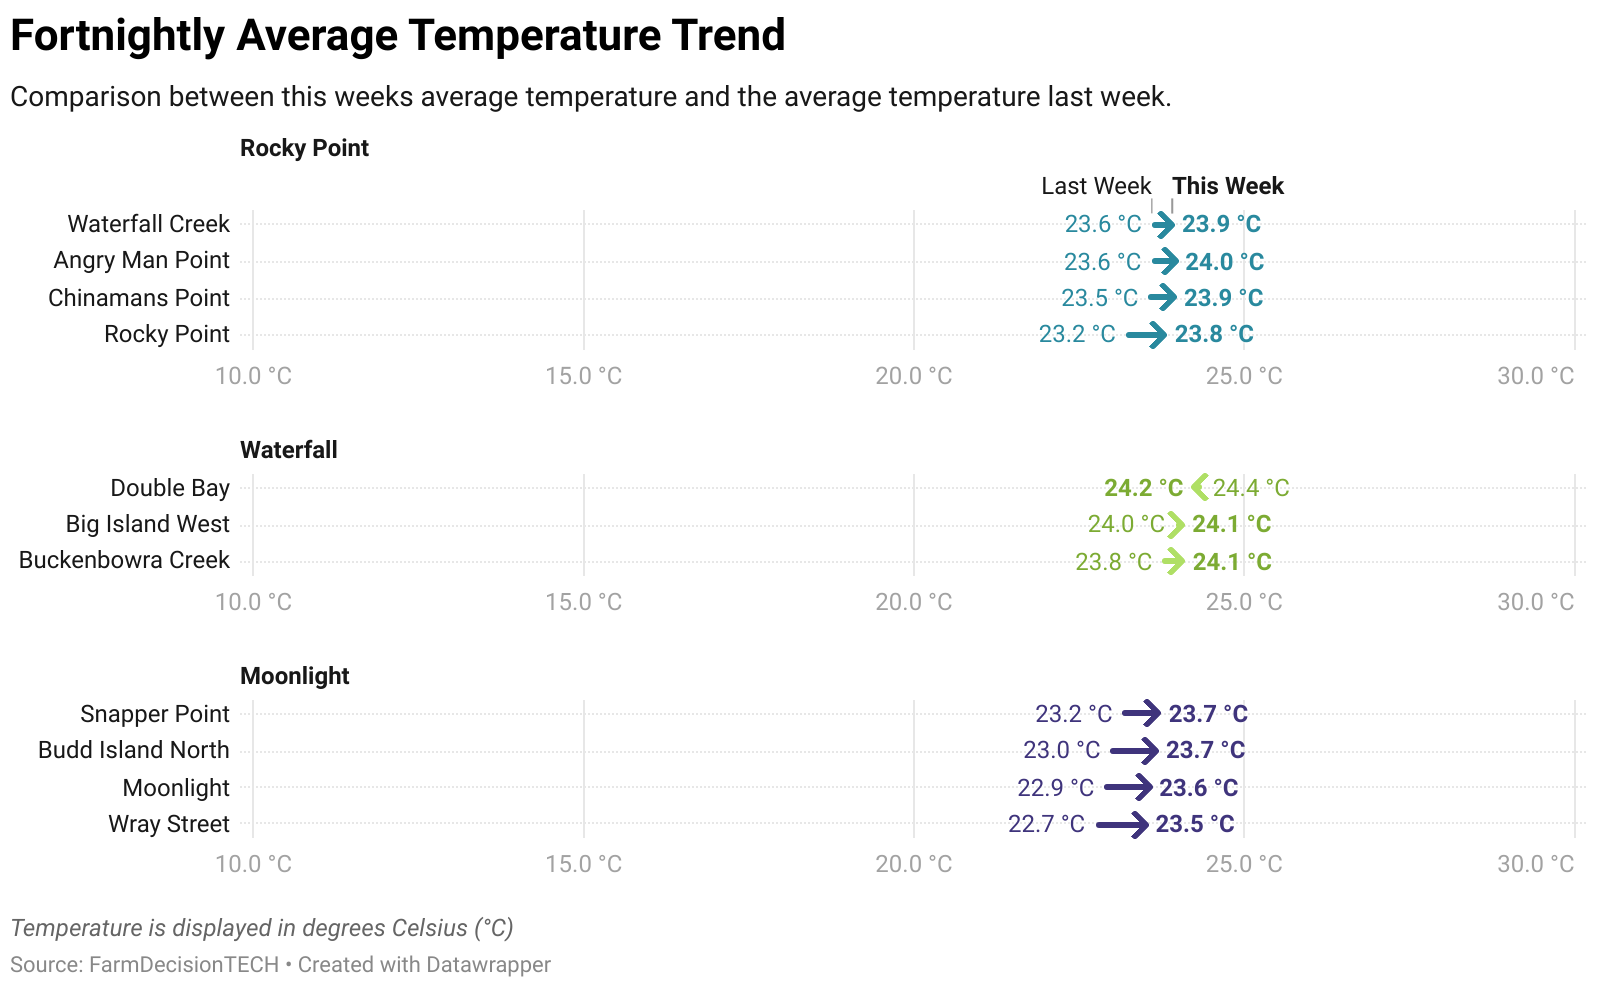 Fortnightly Average Temperature Trend
Comparison between this weeks average temperature and the average temperature last week.
Rocky Point
Last Week This Week
Waterfall Creek 23.6 °C 23.9 °C
Angry Man Point 23.6 °C 24.0 °C
Chinamans Point 23.5 °C 23.9 °C
Rocky Point 23.2 °C 23.8 °C
10.0 °C 15.0 °C 20.0 °C 25.0 °C 30.0 °C
Waterfall
Double Bay 24.2 °C 24.4 °C
Big Island West 24.0 °C 24.1 °C
Buckenbowra Creek 23.8 °C 24.1 °C
10.0 °C 15.0 °C 20.0 °C 25.0 °C 30.0 °C
Moonlight
Snapper Point 23.2 °C 23.7 °C
Budd Island North 23.0 °C 23.7 °C
Moonlight 22.9 °C 23.6 °C
Wray Street 22.7 °C 23.5 °C
10.0 °C 15.0 °C 20.0 °C 25.0 °C 30.0 °C
Temperature is displayed in degrees Celsius (°C)
Source: FarmDecisionTECH • Created with Datawrapper